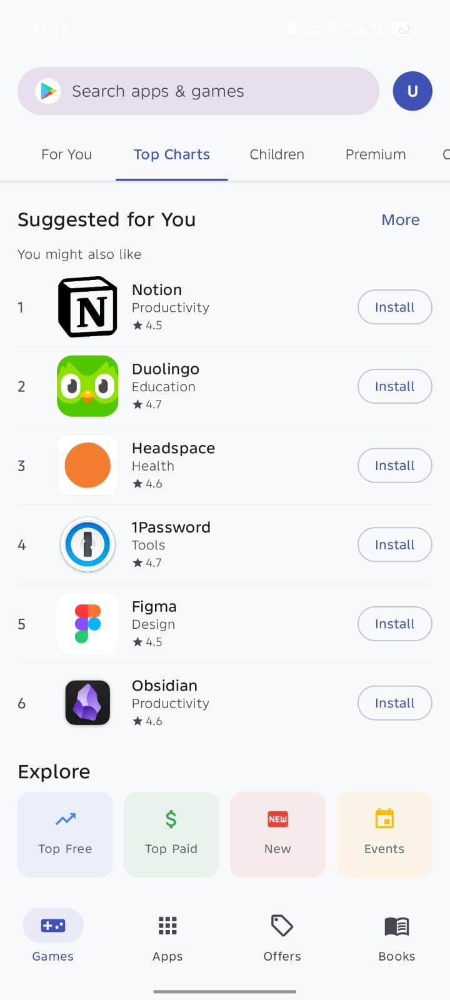 11:17
62
Search apps & games
U
For You
Top Charts
Children
Premium
Suggested for You
More
You might also like
1
N
Notion
Productivity
★ 4.5
Install
2
Duolingo
Education
★ 4.7
Install
3
Headspace
Health
★ 4.6
Install
4
1Password
Tools
★ 4.7
Install
5
Figma
Design
★ 4.5
Install
6
Obsidian
Productivity
★ 4.6
Install
Explore
$
NEW
Top Free
Top Paid
New
Events
Games
Apps
Offers
Books